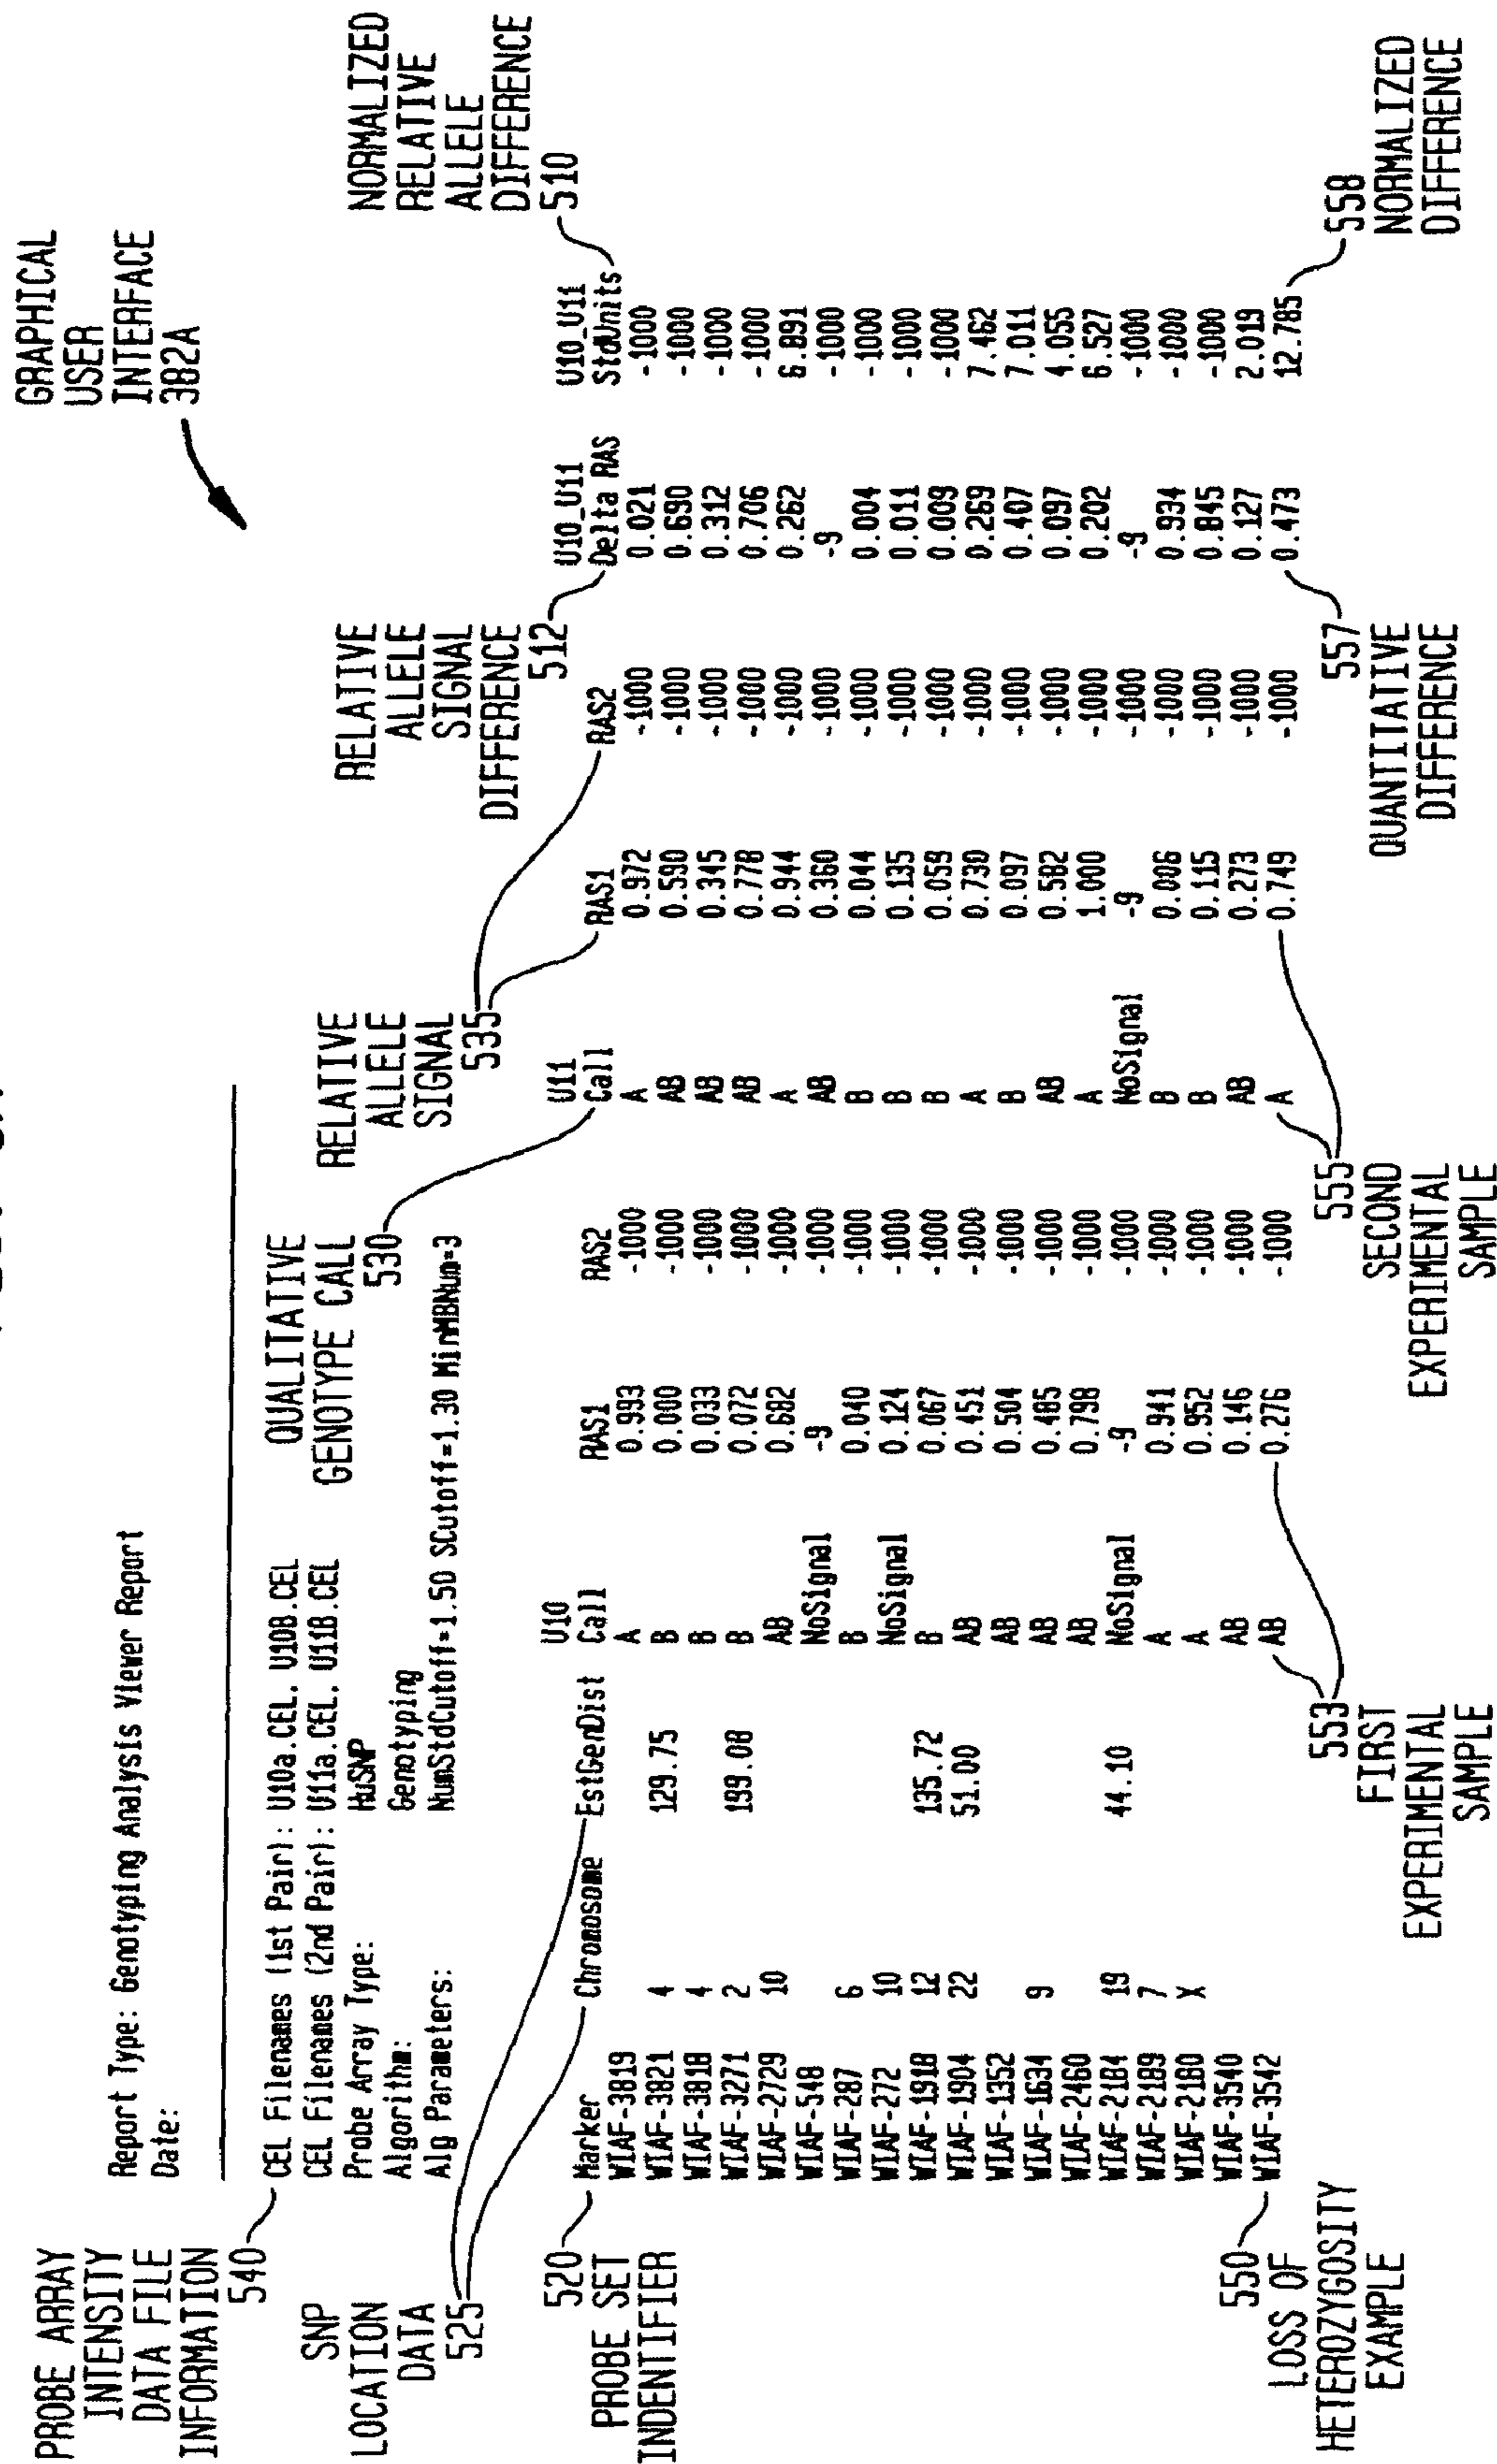 GRAPHICAL
USER
INTERFACE
382A
PROBE ARRAY
INTENSITY
DATA FILE
INFORMATION
540
Report Type: Genotyping Analysis Viewer Report
Date:
CEL Filenames (1st Pair): U10a.CEL, U10B.CEL
CEL Filenames (2nd Pair): U11a.CEL, U11B.CEL
Probe Array Type: HuSNP
Algorithm: Genotyping
Alg Parameters: NumStdCutoff=1.50 SCutoff=1.30 MinMBNum=3
SNP
LOCATION
DATA
525
QUALITATIVE
GENOTYPE CALL
530
RELATIVE
ALLELE
SIGNAL
535
RELATIVE
ALLELE
SIGNAL
DIFFERENCE
512
NORMALIZED
RELATIVE
ALLELE
DIFFERENCE
510
520
PROBE SET
INDENTIFIER
U10 U11 U10_U11 U10_U11
Marker Chromosome EstGenDist Call RAS1 RAS2 Call RAS1 RAS2 Delta RAS StdUnits
WIAF-3819 A 0.993 -1000 A 0.972 -1000 0.021 -1000
WIAF-3821 4 129.75 B 0.000 -1000 AB 0.590 -1000 0.690 -1000
WIAF-3818 4 B 0.033 -1000 AB 0.345 -1000 0.312 -1000
WIAF-3271 2 199.08 B 0.072 -1000 AB 0.778 -1000 0.706 -1000
WIAF-2729 10 AB 0.682 -1000 A 0.944 -1000 0.262 6.891
WIAF-548 NoSignal -9 -1000 AB 0.360 -1000 -9 -1000
WIAF-287 6 B 0.040 -1000 B 0.044 -1000 0.004 -1000
WIAF-272 10 NoSignal 0.124 -1000 B 0.135 -1000 0.011 -1000
WIAF-1918 12 135.72 B 0.067 -1000 B 0.059 -1000 0.009 -1000
WIAF-1904 22 51.00 AB 0.451 -1000 A 0.730 -1000 0.269 7.462
WIAF-1352 AB 0.504 -1000 B 0.097 -1000 0.407 7.011
WIAF-1634 9 AB 0.485 -1000 AB 0.582 -1000 0.097 4.055
WIAF-2460 AB 0.798 -1000 A 1.000 -1000 0.202 6.527
WIAF-2184 19 44.10 NoSignal -9 -1000 NoSignal -9 -1000 -9 -1000
WIAF-2189 7 A 0.941 -1000 B 0.006 -1000 0.934 -1000
WIAF-2180 X A 0.952 -1000 B 0.115 -1000 0.845 -1000
WIAF-3540 AB 0.146 -1000 AB 0.273 -1000 0.127 2.019
WIAF-3542 AB 0.276 -1000 A 0.749 -1000 0.473 12.785
550
LOSS OF
HETEROZYGOSITY
EXAMPLE
553
FIRST
EXPERIMENTAL
SAMPLE
555
SECOND
EXPERIMENTAL
SAMPLE
557
QUANTITATIVE
DIFFERENCE
558
NORMALIZED
DIFFERENCE